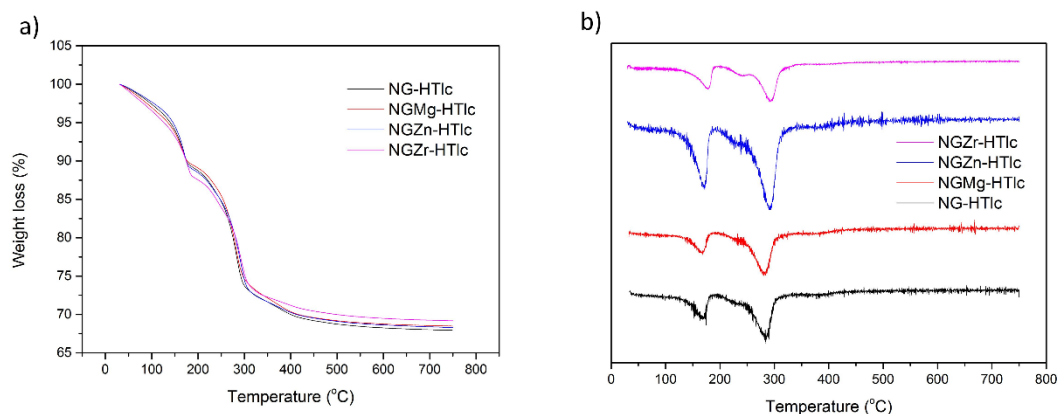 a)
105
100
95
90
85
80
75
70
65
Weight loss (%)
NG-HTlc
NGMg-HTlc
NGZn-HTlc
NGZr-HTlc
0 100 200 300 400 500 600 700 800
Temperature (°C)
b)
NGZr-HTlc
NGZn-HTlc
NGMg-HTlc
NG-HTlc
0 100 200 300 400 500 600 700 800
Temperature (°C)